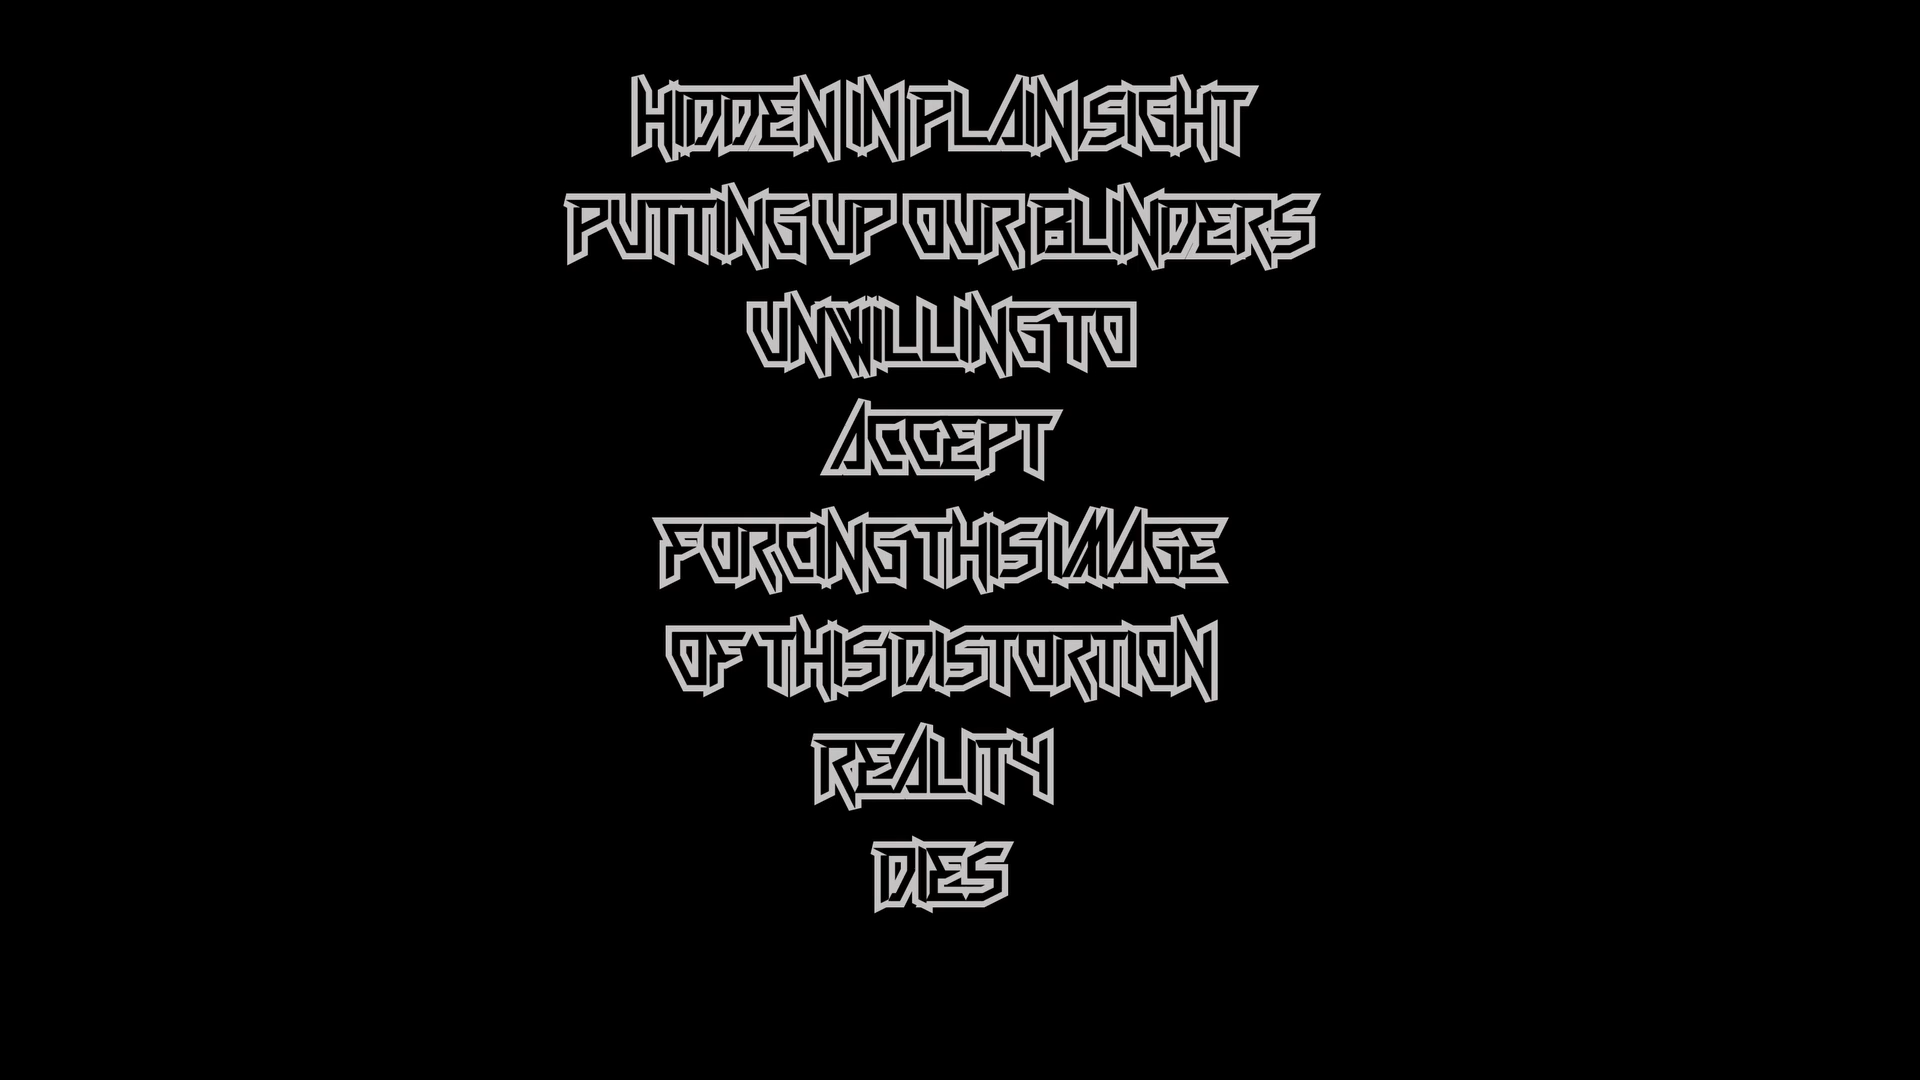 HIDDEN IN PLAIN SIGHT
PUTTING UP OUR BLINDERS
UNWILLING TO
ACCEPT
FORCING THIS IMAGE
OF THIS DISTORTION
REALITY
DIES